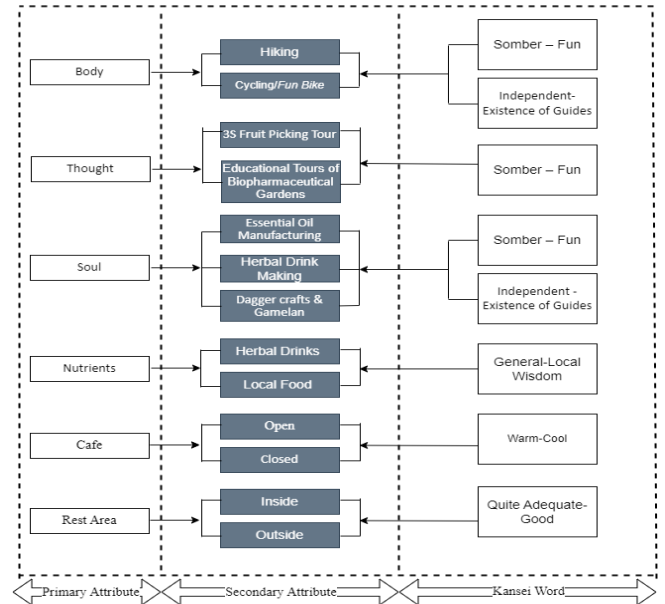 Body
Hiking
Cycling/Fun Bike
Somber – Fun
Independent-
Existence of Guides
Thought
3S Fruit Picking Tour
Educational Tours of
Biopharmaceutical
Gardens
Somber – Fun
Soul
Essential Oil
Manufacturing
Herbal Drink
Making
Dagger crafts &
Gamelan
Somber – Fun
Independent -
Existence of Guides
Nutrients
Herbal Drinks
Local Food
General-Local
Wisdom
Cafe
Open
Closed
Warm-Cool
Rest Area
Inside
Outside
Quite Adequate-
Good
Primary Attribute
Secondary Attribute
Kansei Word